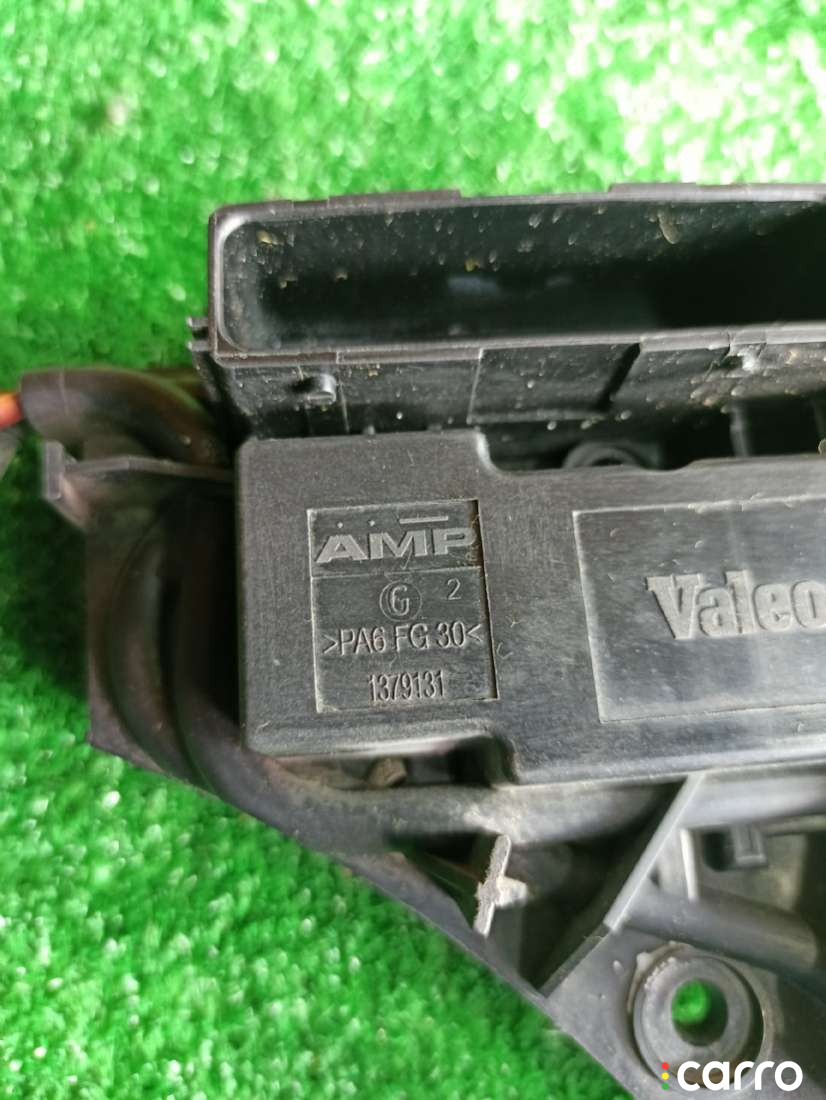 AMP
G 2
>PA6 FG 30<
1379131
Valeo
carro